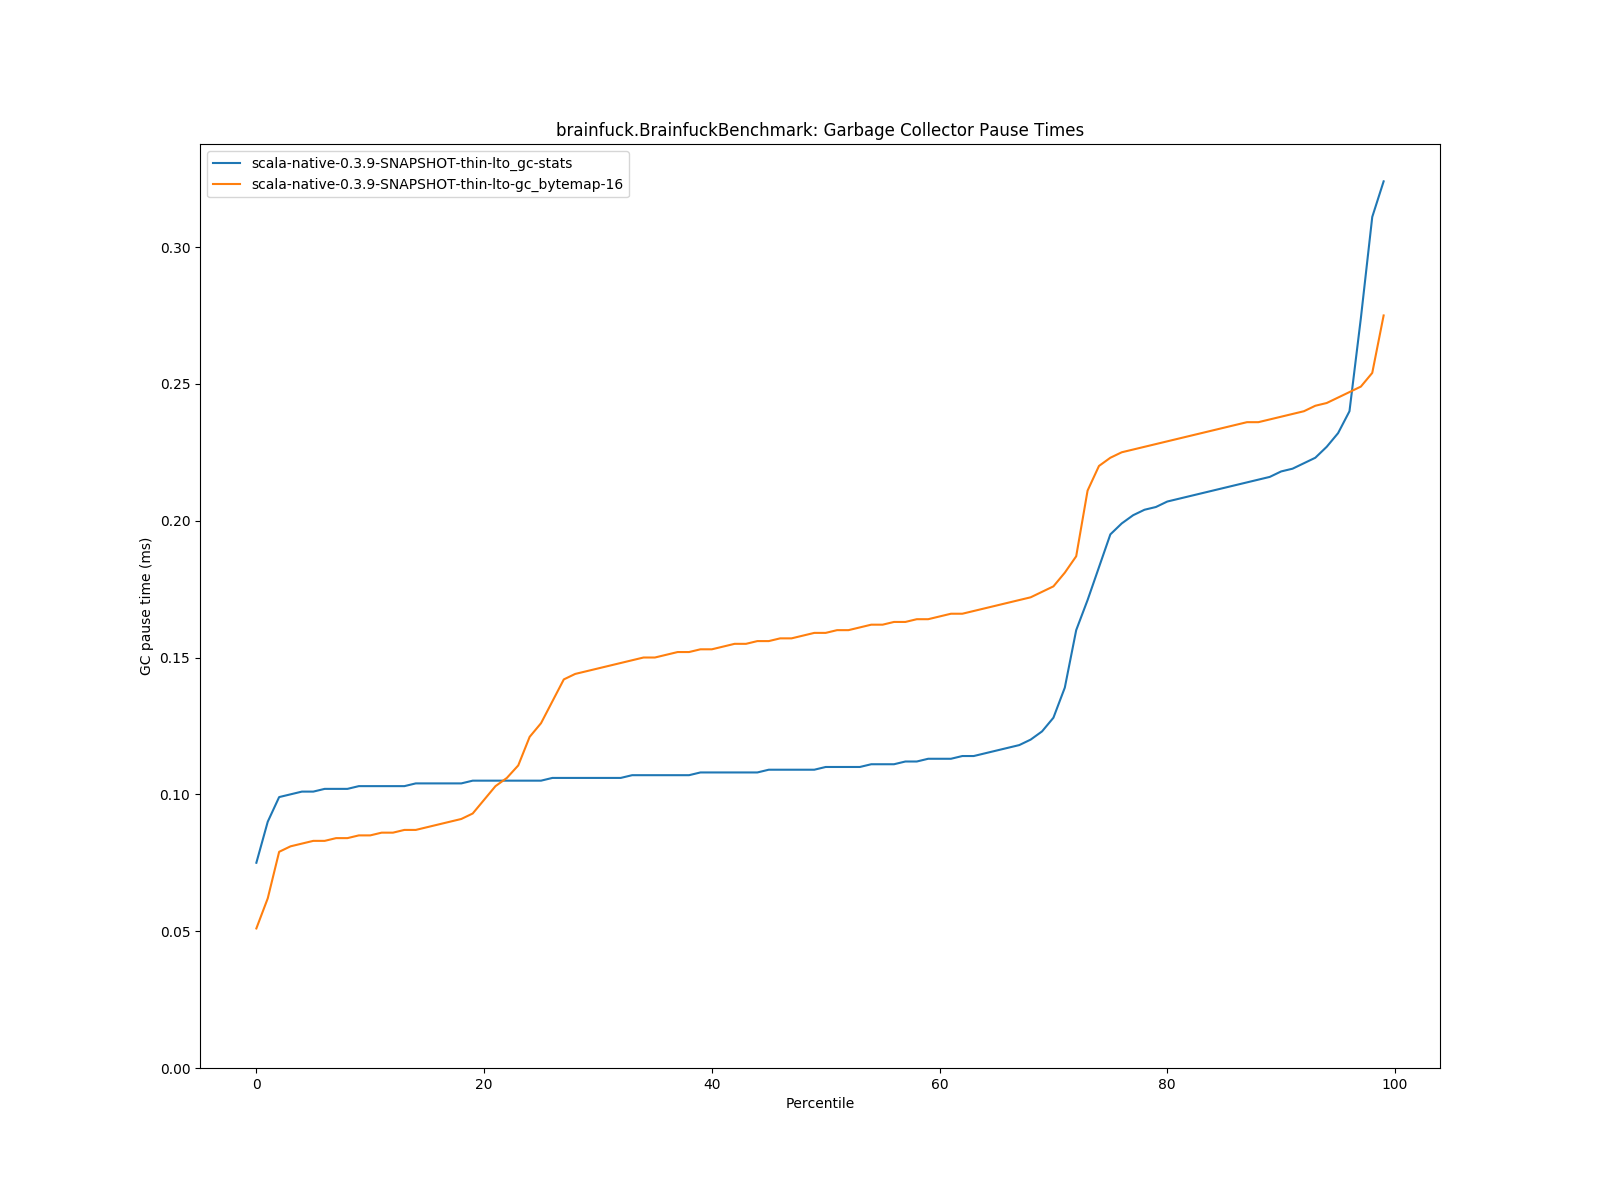 brainfuck.BrainfuckBenchmark: Garbage Collector Pause Times
scala-native-0.3.9-SNAPSHOT-thin-lto_gc-stats
scala-native-0.3.9-SNAPSHOT-thin-lto-gc_bytemap-16
0.30
0.25
0.20
0.15
0.10
0.05
0.00
GC pause time (ms)
0 20 40 60 80 100
Percentile